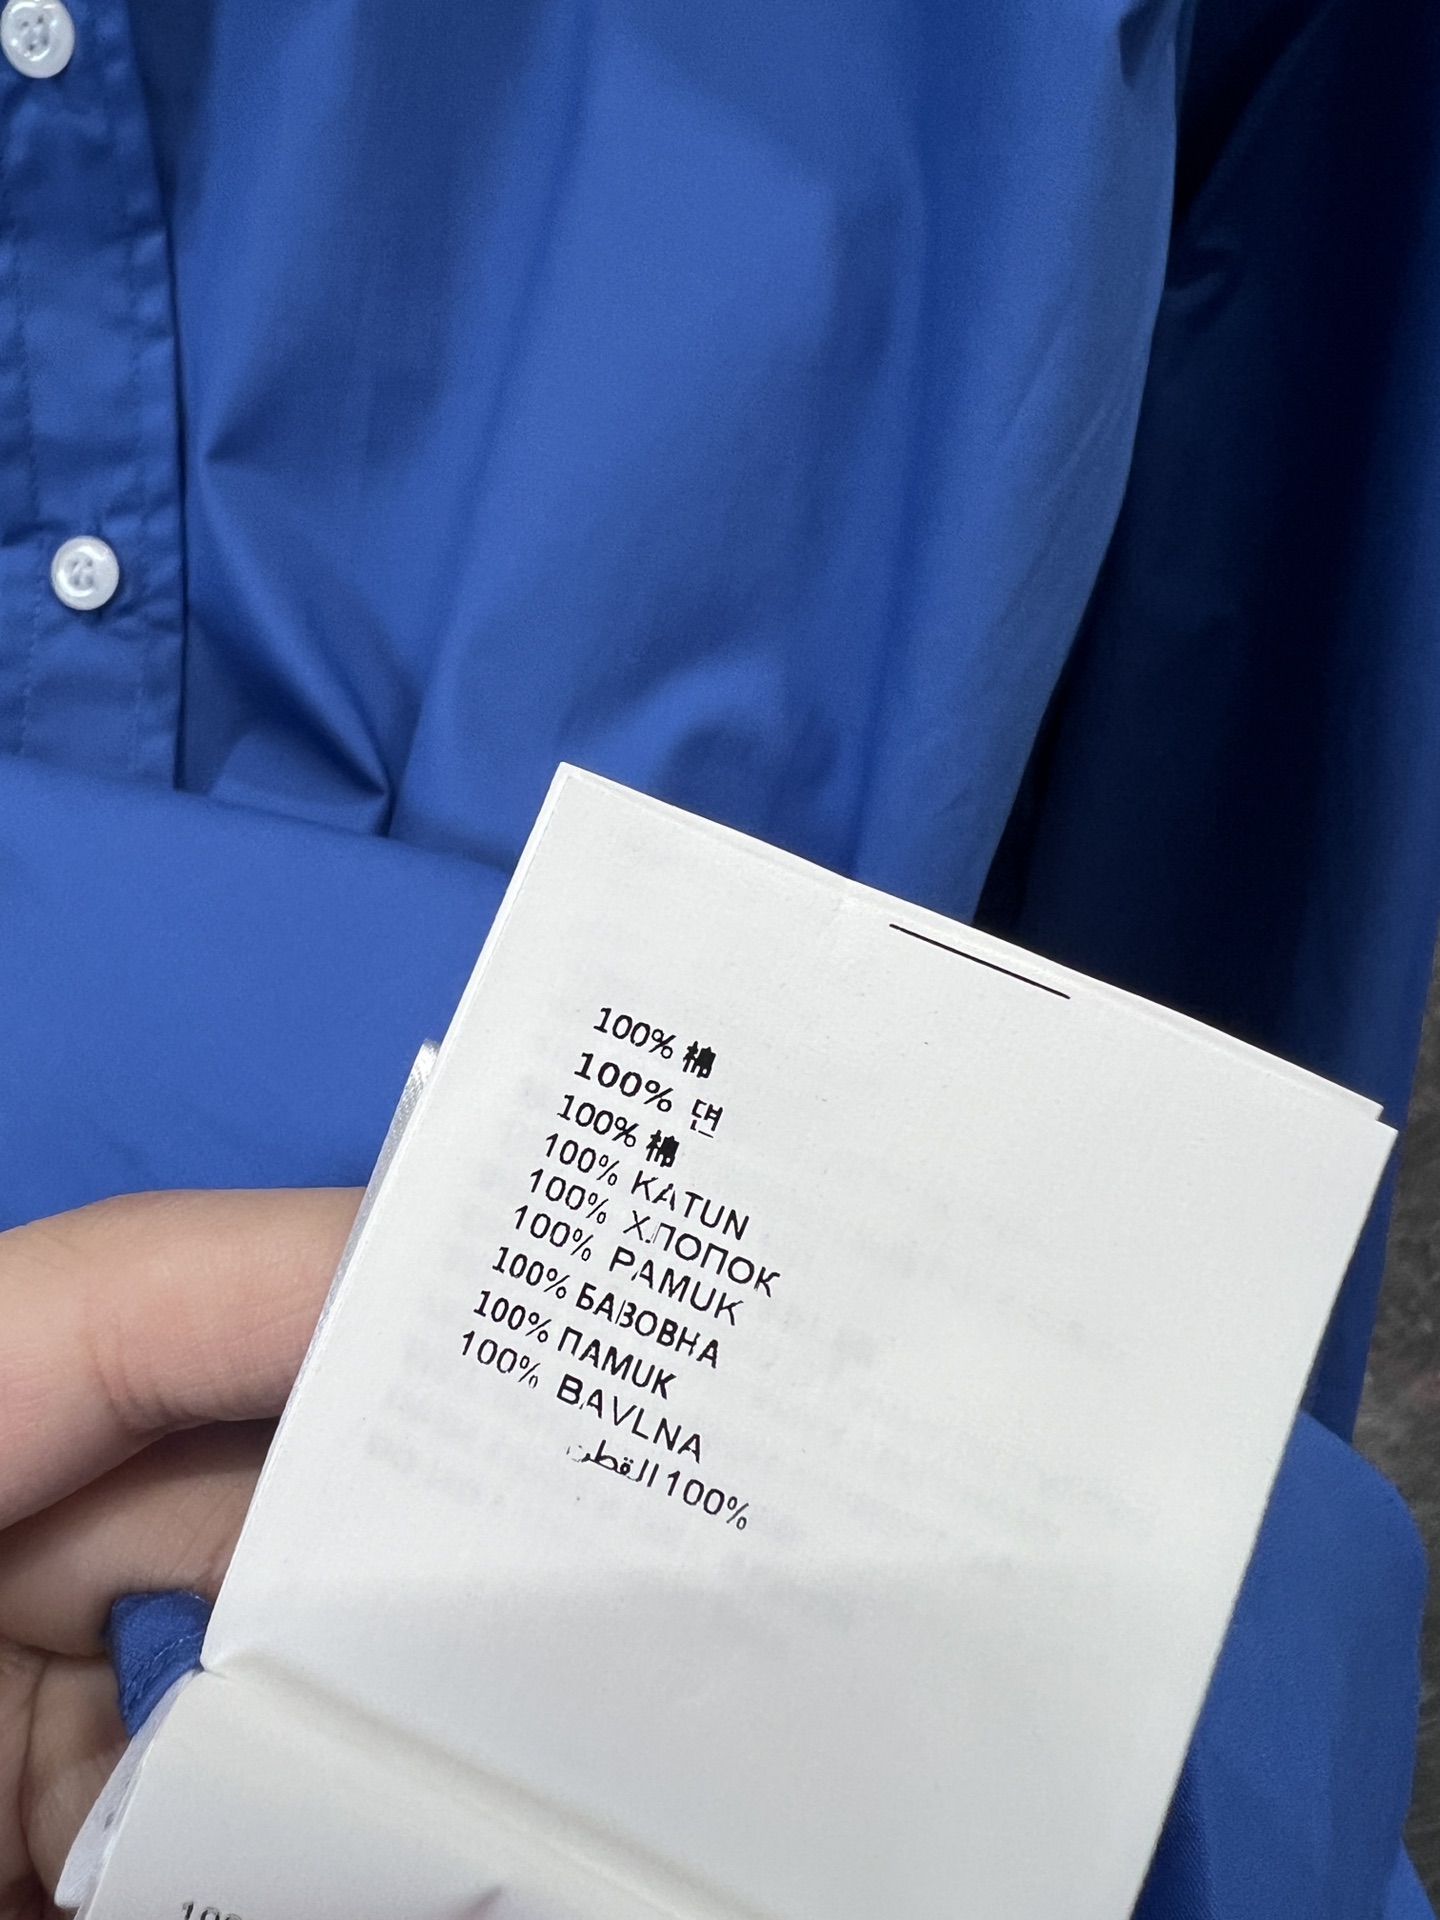 100% 棉
100% 면
100% 棉
100% KATUN
100% ХЛОПОК
100% PAMUK
100% БАВОВНА
100% ПАМUК
100% BAVLNA
100% القطن